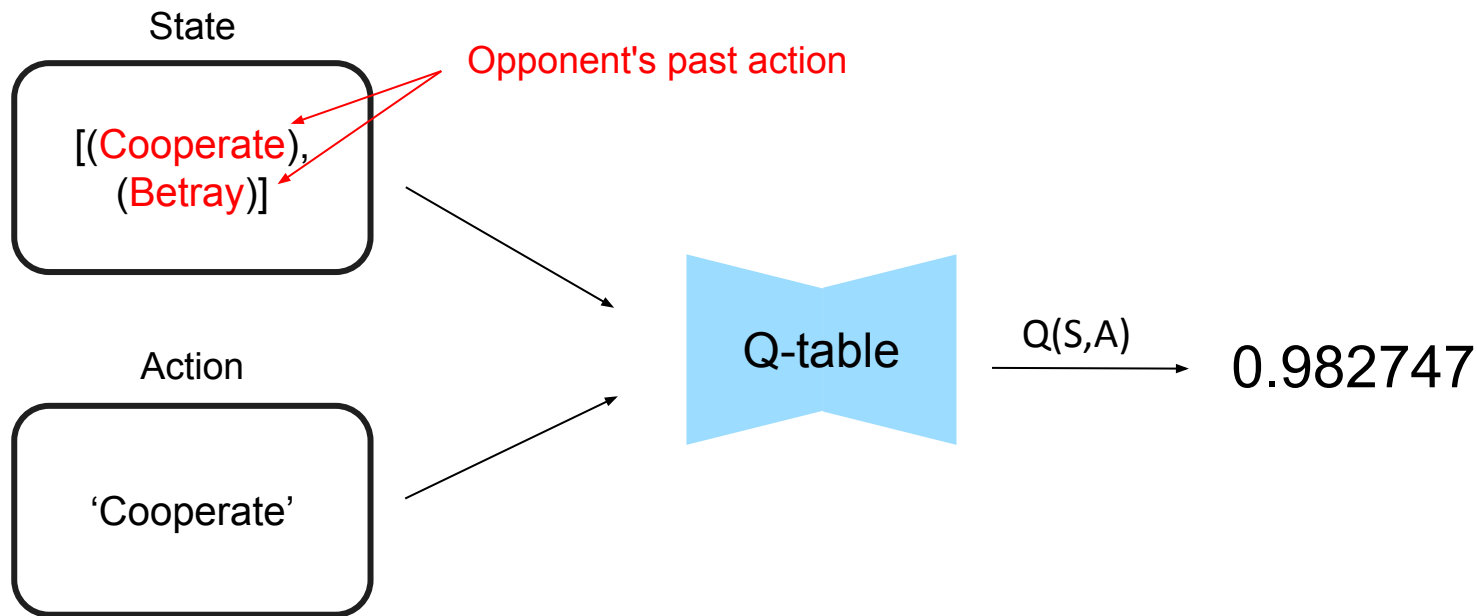 State
Opponent's past action
[(Cooperate),
(Betray)]
Action
‘Cooperate’
Q-table
Q(S,A)
0.982747